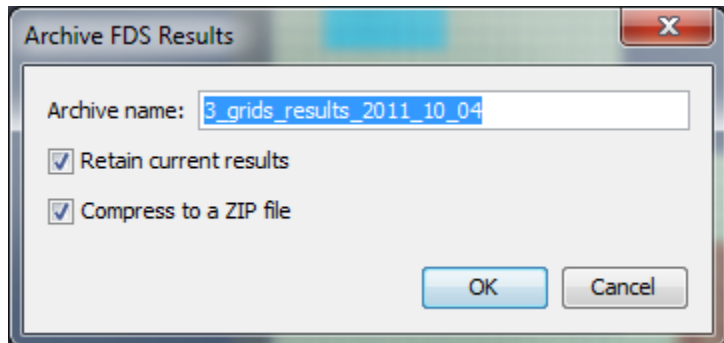 Archive FDS Results
Archive name: 3_grids_results_2011_10_04
Retain current results
Compress to a ZIP file
OK Cancel